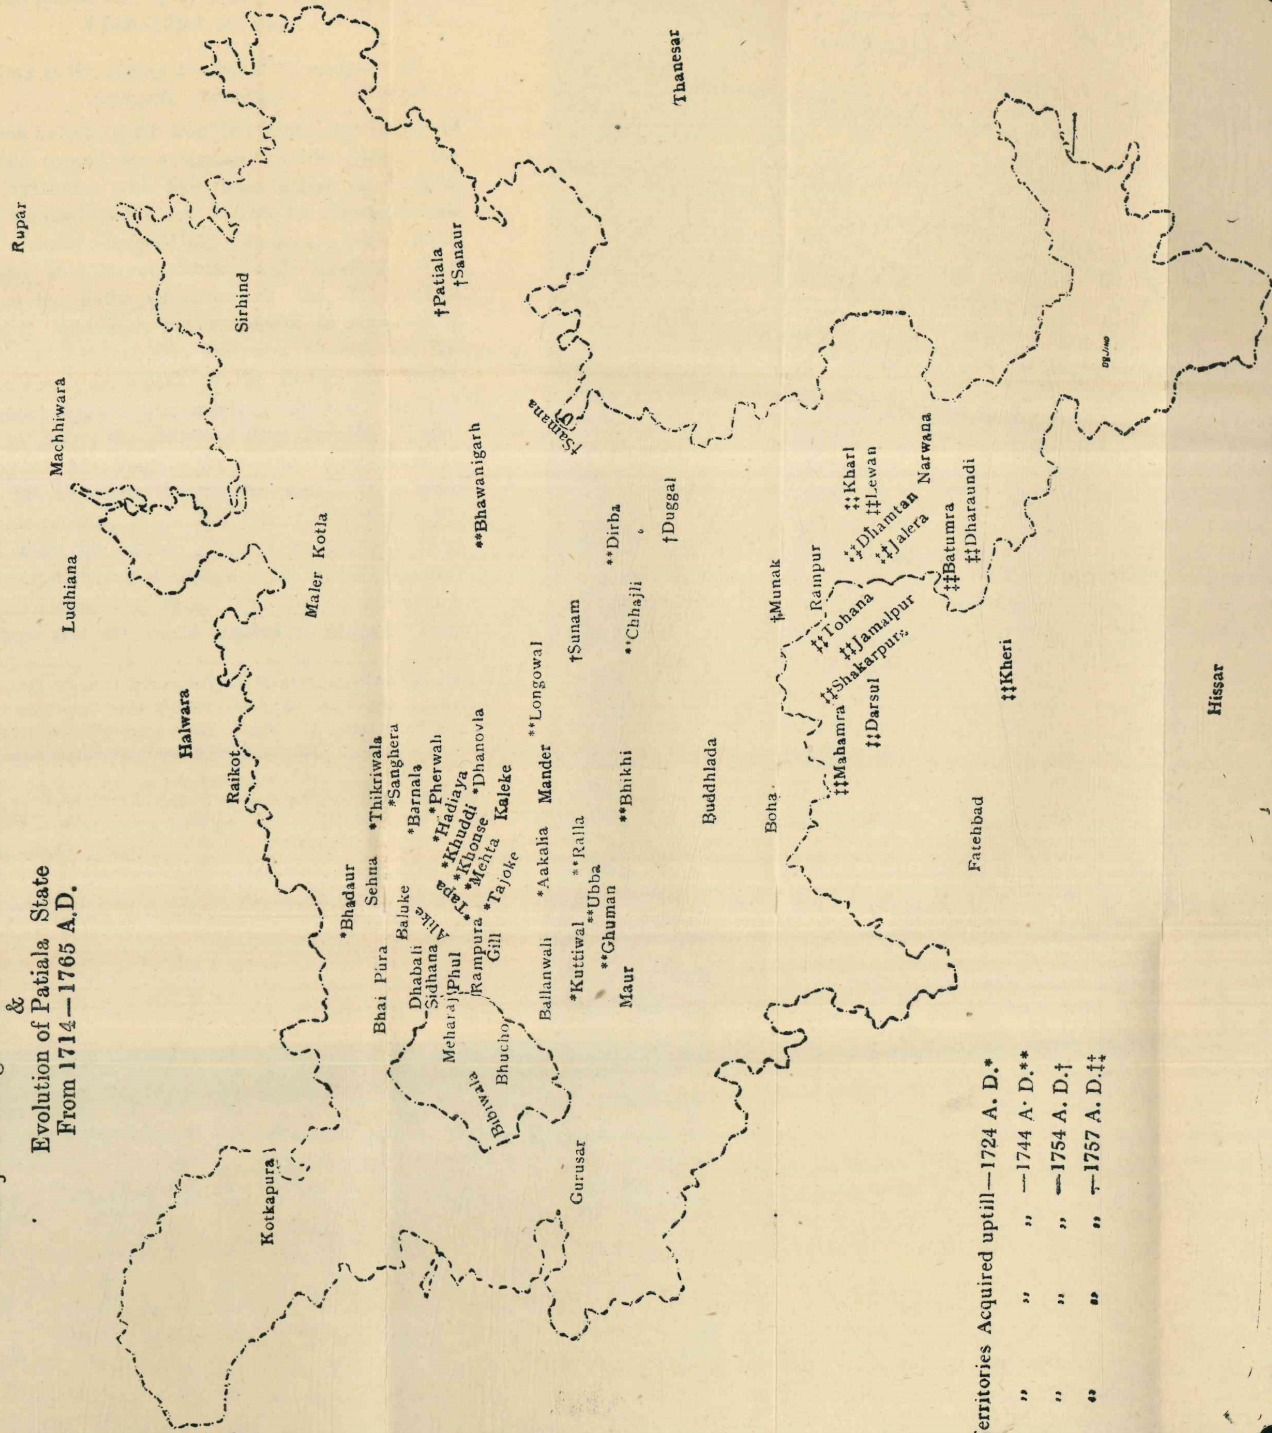 &
Evolution of Patiala State
From 1714—1765 A.D.
Rupar
Machhiwara
Ludhiana
Halwara
Raikot
Sirhind
Maler Kotla
Thanesar
†Patiala
†Sanaur
†Samana
**Bhawanigarh
**Dirba
†Duggal
†Sunam
**Chhajli
**Longowal
Mander
*Thikriwala
*Sanghera
*Barnala
*Pherwah
*Hadiaya
*Dhanovla
*Khuddi
*Khonse
*Mehta
Kaleke
*Tapa
*Tajoke
*Bhadaur
Sehna
Baluke
Alike
Bhai Pura
Dhabali
Sidhana
Meharaj
Phul
Rampura
Gill
Bhucho
Bibiwala
Kotkapura
Gurusar
Ballanwali
*Aakalia
*Kuttiwal
**Ralla
**Ubba
**Ghuman
Maur
**Bhikhi
Buddhlada
Boha
†Munak
Rampur
‡‡Kharl
‡‡Lewan
‡‡Dhamtan
‡‡Jalera
Narwana
‡‡Batumra
‡‡Dharaundi
‡‡Tohana
‡‡Jamalpur
‡‡Shakarpura
‡‡Mahamra
‡‡Darsul
‡‡Kheri
Fatehbad
Hissar
erritories Acquired uptill—1724 A. D.*
„ „ „ —1744 A. D.**
„ „ „ —1754 A. D.†
„ „ „ —1757 A. D.‡‡